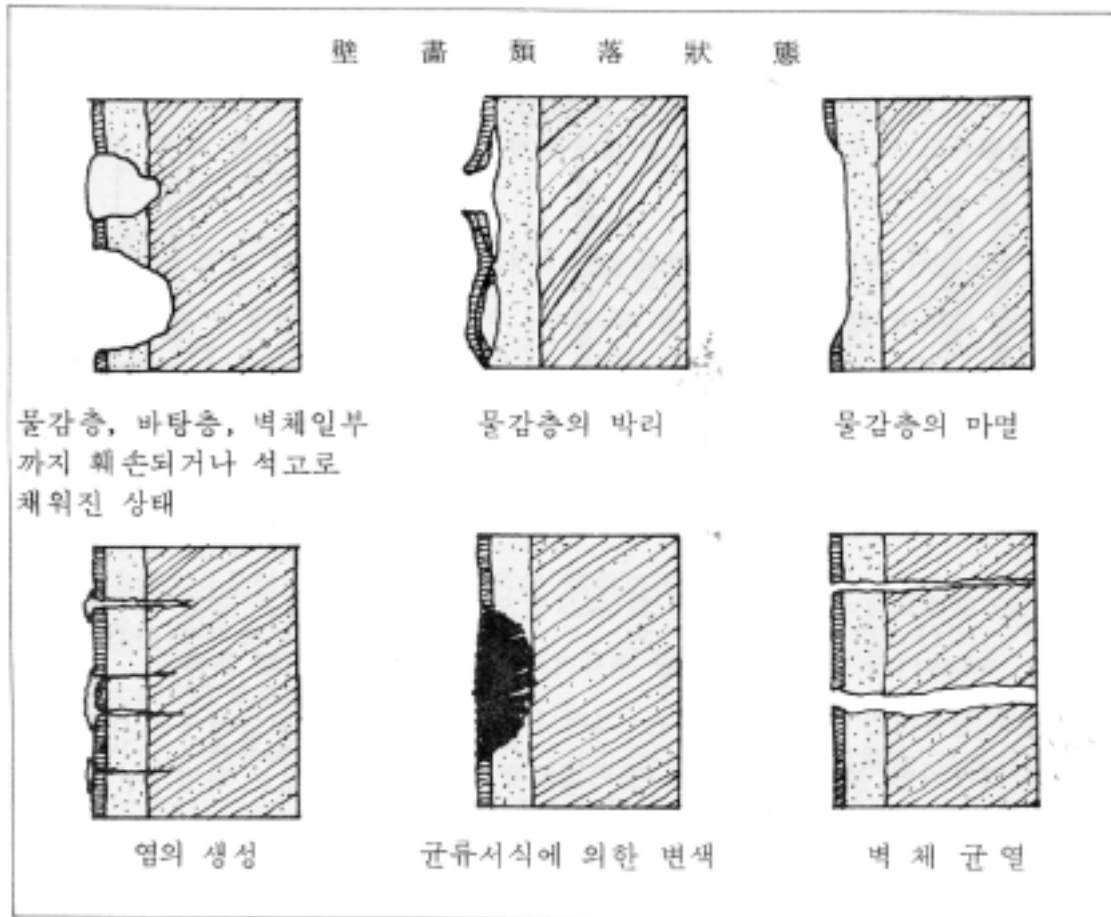 壁 畵 頹 落 狀 態
물감층, 바탕층, 벽체일부
까지 훼손되거나 석고로
채워진 상태
물감층의 박리
물감층의 마멸
염의 생성
균류서식에 의한 변색
벽 체 균 열